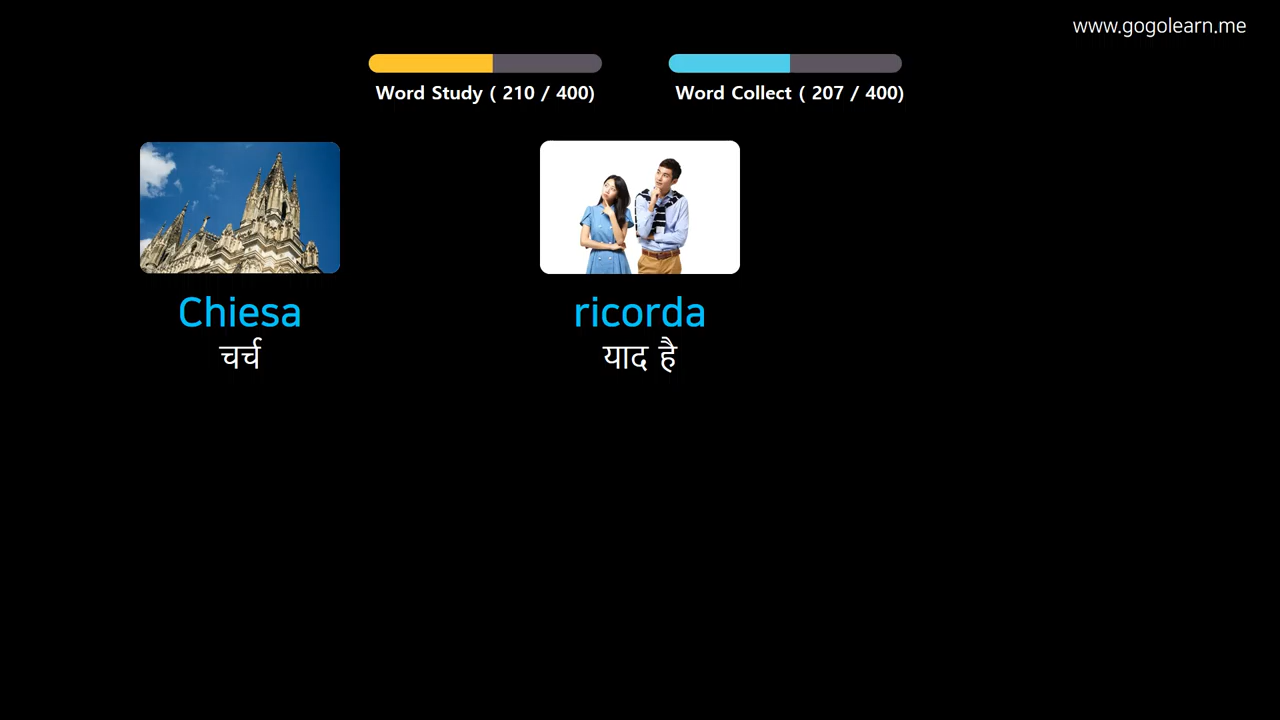 www.gogolearn.me
Word Study ( 210 / 400)
Word Collect ( 207 / 400)
Chiesa
चर्च
ricorda
याद है